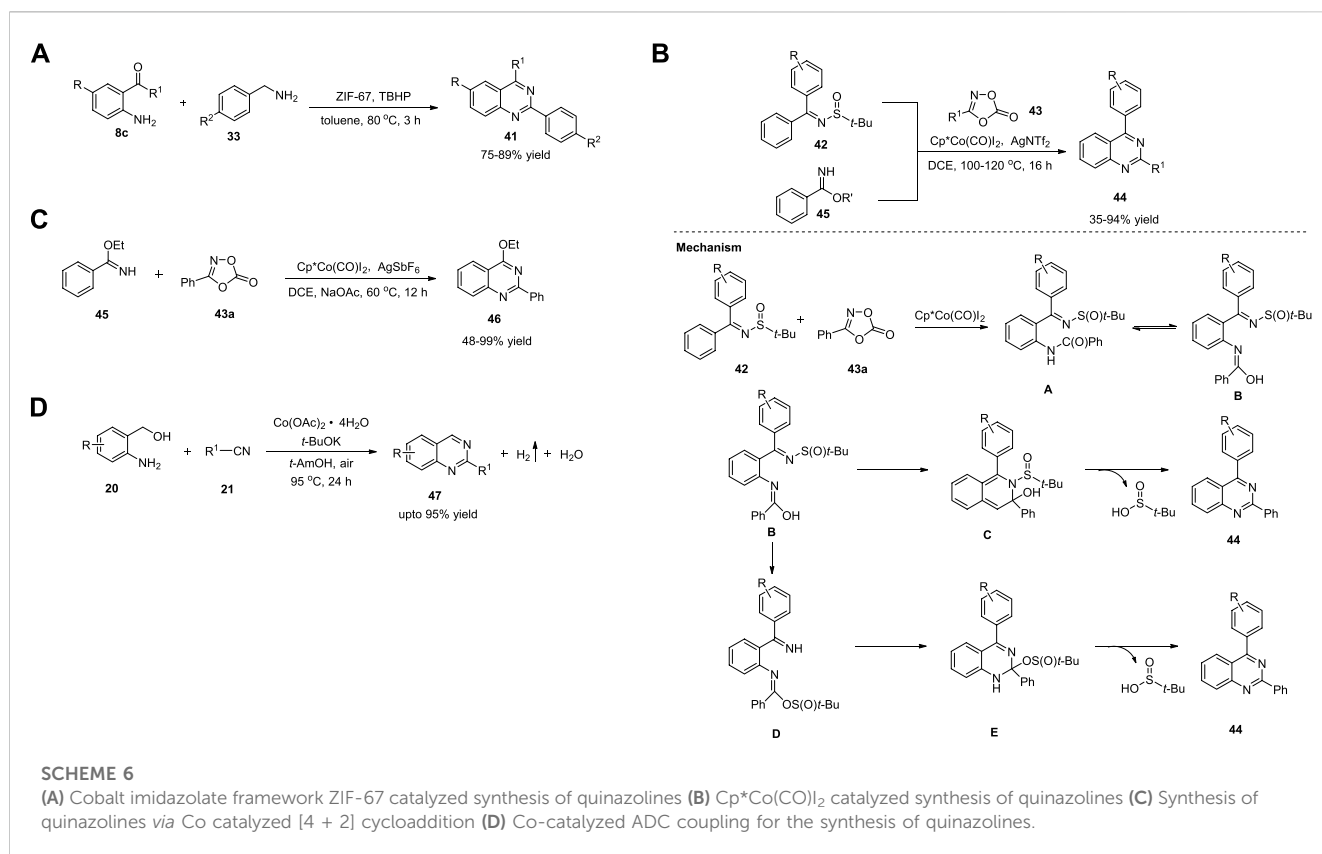 A
R
O
R¹
NH₂
8c
+
NH₂
R²
33
ZIF-67, TBHP
toluene, 80 °C, 3 h
R
R¹
N
N
41
R²
75-89% yield
B
R
O
S
N
t-Bu
42
NH
OR'
45
N
O
R¹
O
O
43
Cp*Co(CO)I₂, AgNTf₂
DCE, 100-120 °C, 16 h
R
N
N
R¹
44
35-94% yield
C
OEt
NH
45
+
N
O
Ph
O
O
43a
Cp*Co(CO)I₂, AgSbF₆
DCE, NaOAc, 60 °C, 12 h
OEt
N
N
Ph
46
48-99% yield
Mechanism
R
O
S
N
t-Bu
42
+
N
O
Ph
O
O
43a
Cp*Co(CO)I₂
R
N
S(O)t-Bu
N
H
C(O)Ph
A
R
N
S(O)t-Bu
N
Ph
OH
B
D
R
OH
NH₂
20
+
R¹
CN
21
Co(OAc)₂ • 4H₂O
t-BuOK
t-AmOH, air
95 °C, 24 h
R
N
N
R¹
47
upto 95% yield
+ H₂ + H₂O
R
N
S(O)t-Bu
N
Ph
OH
B
R
O
S
N
t-Bu
OH
Ph
C
O
S
HO
t-Bu
R
N
N
Ph
44
R
NH
N
Ph
OS(O)t-Bu
D
R
N
OS(O)t-Bu
N
H
Ph
E
O
S
HO
t-Bu
R
N
N
Ph
44
SCHEME 6
(A) Cobalt imidazolate framework ZIF-67 catalyzed synthesis of quinazolines (B) Cp*Co(CO)I₂ catalyzed synthesis of quinazolines (C) Synthesis of
quinazolines via Co catalyzed [4 + 2] cycloaddition (D) Co-catalyzed ADC coupling for the synthesis of quinazolines.